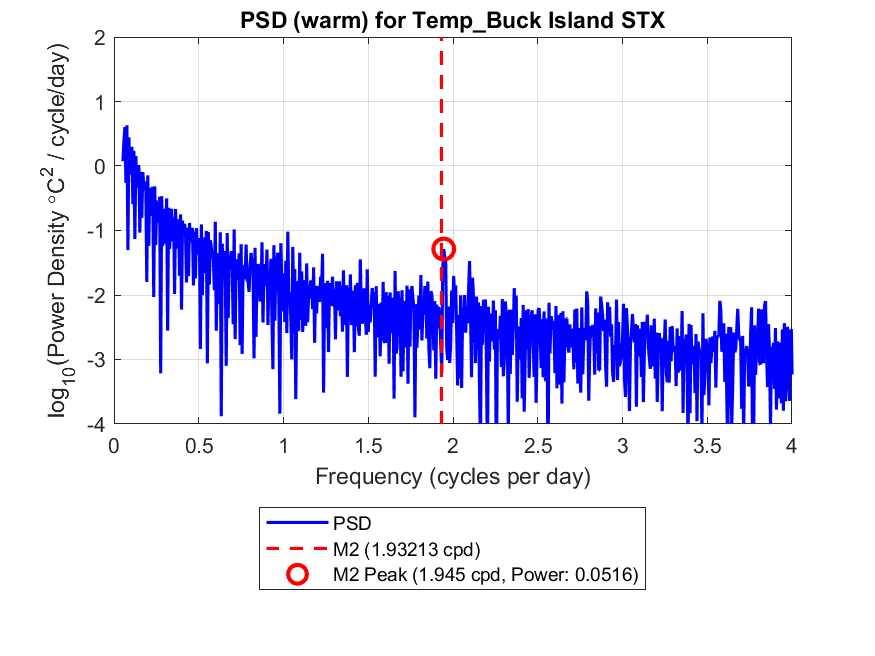 PSD (warm) for Temp_Buck Island STX
log10(Power Density °C2 / cycle/day)
2
1
0
-1
-2
-3
-4
0 0.5 1 1.5 2 2.5 3 3.5 4
Frequency (cycles per day)
PSD
M2 (1.93213 cpd)
M2 Peak (1.945 cpd, Power: 0.0516)